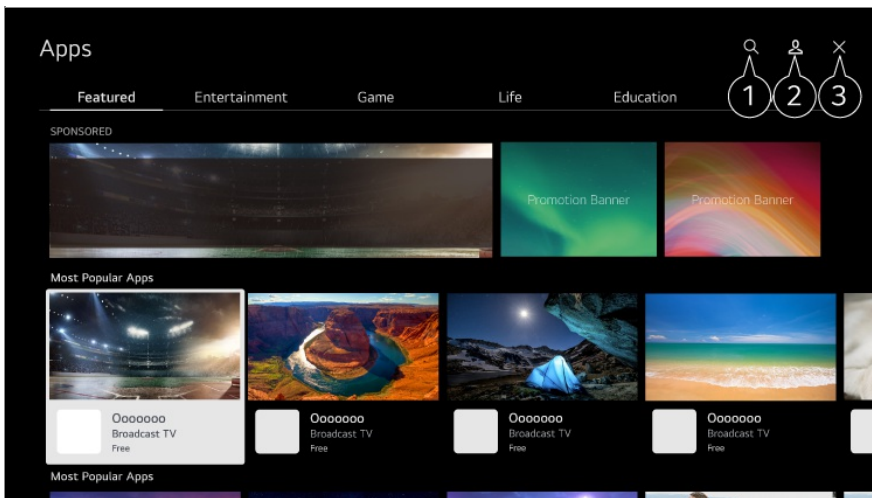 Apps
Featured Entertainment Game Life Education
1 2 3
SPONSORED
Promotion Banner Promotion Banner
Most Popular Apps
Ooooooo Ooooooo Ooooooo Ooooooo
Broadcast TV Broadcast TV Broadcast TV Broadcast TV
Free Free Free Free
Most Popular Apps